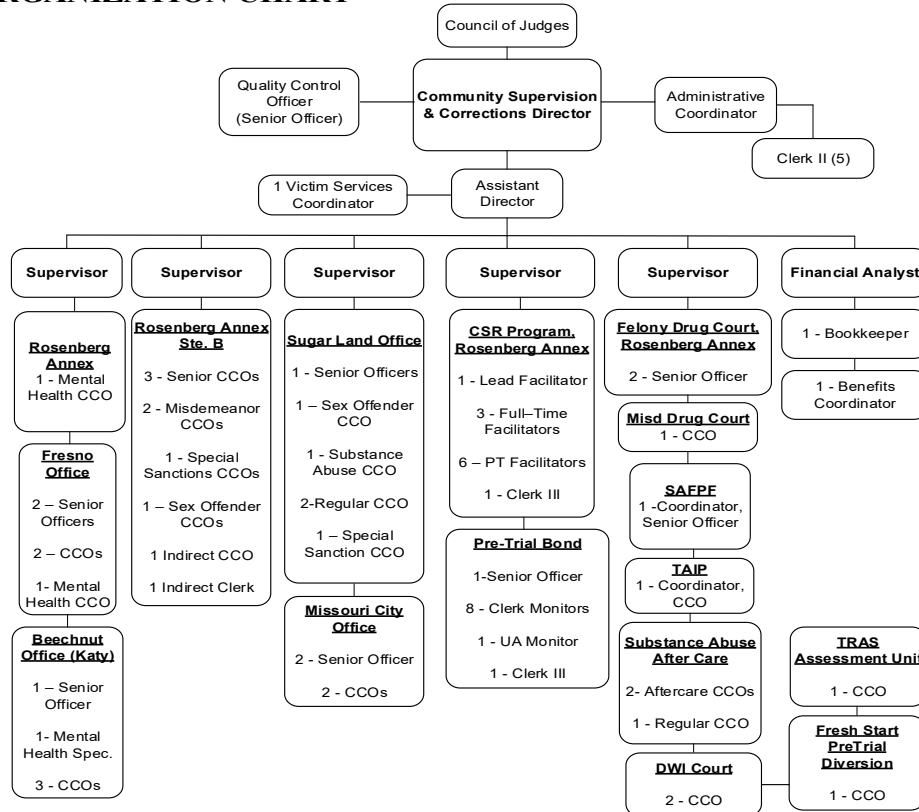 RGANIZATION CHART
Council of Judges
Quality Control
Officer
(Senior Officer)
Community Supervision
& Corrections Director
Administrative
Coordinator
Clerk II (5)
1 Victim Services
Coordinator
Assistant
Director
Supervisor
Supervisor
Supervisor
Supervisor
Supervisor
Financial Analyst
Rosenberg
Annex
1 - Mental
Health CCO
Fresno
Office
2 – Senior
Officers
2 – CCOs
1- Mental
Health CCO
Beechnut
Office (Katy)
1 – Senior
Officer
1- Mental
Health Spec.
3 - CCOs
Rosenberg Annex
Ste. B
3 - Senior CCOs
2 - Misdemeanor
CCOs
1 - Special
Sanctions CCOs
1 – Sex Offender
CCOs
1 Indirect CCO
1 Indirect Clerk
Sugar Land Office
1 - Senior Officers
1 – Sex Offender
CCO
1 - Substance
Abuse CCO
2-Regular CCO
1 – Special
Sanction CCO
Missouri City
Office
2 - Senior Officer
2 - CCOs
CSR Program,
Rosenberg Annex
1 - Lead Facilitator
3 - Full–Time
Facilitators
6 – PT Facilitators
1 - Clerk III
Pre-Trial Bond
1-Senior Officer
8 - Clerk Monitors
1 - UA Monitor
1 - Clerk III
Felony Drug Court,
Rosenberg Annex
2 - Senior Officer
Misd Drug Court
1 - CCO
SAFPF
1 -Coordinator,
Senior Officer
TAIP
1 - Coordinator,
CCO
Substance Abuse
After Care
2- Aftercare CCOs
1 - Regular CCO
DWI Court
2 - CCO
1 - Bookkeeper
1 - Benefits
Coordinator
TRAS
Assessment Unit
1 - CCO
Fresh Start
PreTrial
Diversion
1 - CCO